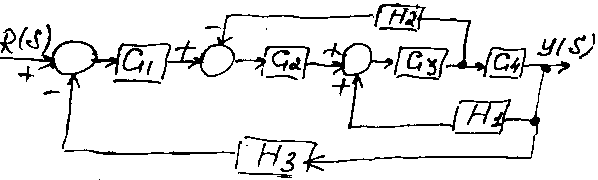 H2
R(S) + - G1 + - G2 + + G3 G4 Y(S)
H1
H3